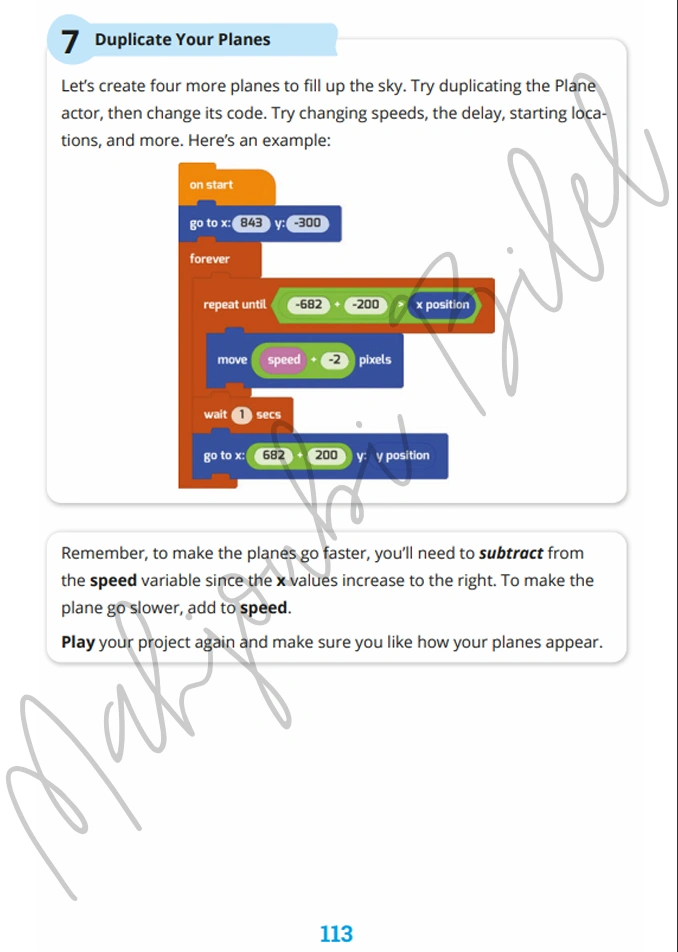 7 Duplicate Your Planes
Let's create four more planes to fill up the sky. Try duplicating the Plane
actor, then change its code. Try changing speeds, the delay, starting loca-
tions, and more. Here's an example:
on start
go to x: 843 y: -300
forever
repeat until -682 + -200 > x position
move speed + -2 pixels
wait 1 secs
go to x: 682 + 200 y: y position
Remember, to make the planes go faster, you'll need to subtract from
the speed variable since the x values increase to the right. To make the
plane go slower, add to speed.
Play your project again and make sure you like how your planes appear.
Mahjoubi Bilel
113